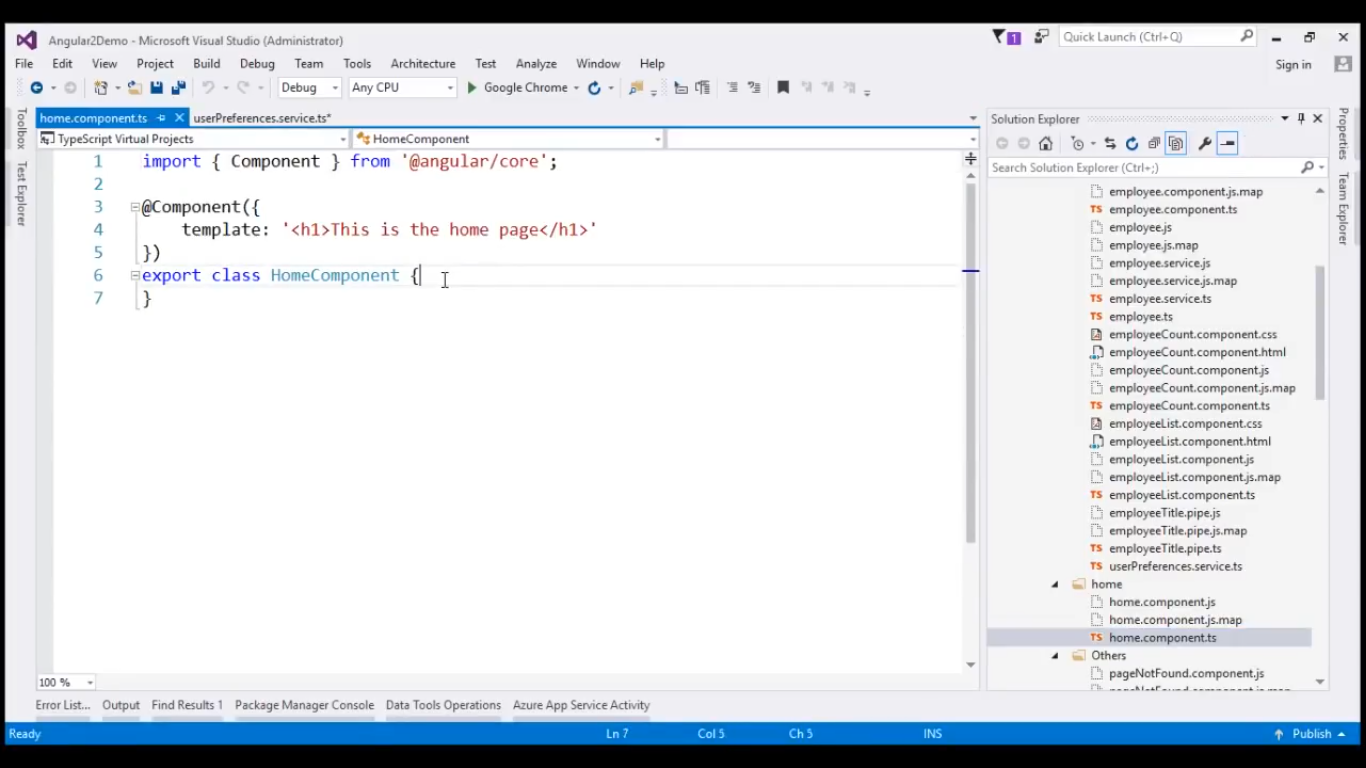 Angular2Demo - Microsoft Visual Studio (Administrator)
1
Quick Launch (Ctrl+Q)
File Edit View Project Build Debug Team Tools Architecture Test Analyze Window Help
Sign in
Debug Any CPU Google Chrome
Toolbox
Test Explorer
home.component.ts userPreferences.service.ts*
TypeScript Virtual Projects HomeComponent
1 import { Component } from '@angular/core';
2
3 @Component({
4 template: '<h1>This is the home page</h1>'
5 })
6 export class HomeComponent {
7 }
100 %
Solution Explorer
Search Solution Explorer (Ctrl+;)
employee.component.js.map
TS employee.component.ts
employee.js
employee.js.map
employee.service.js
employee.service.js.map
TS employee.service.ts
TS employee.ts
employeeCount.component.css
employeeCount.component.html
employeeCount.component.js
employeeCount.component.js.map
TS employeeCount.component.ts
employeeList.component.css
employeeList.component.html
employeeList.component.js
employeeList.component.js.map
TS employeeList.component.ts
employeeTitle.pipe.js
employeeTitle.pipe.js.map
TS employeeTitle.pipe.ts
TS userPreferences.service.ts
home
home.component.js
home.component.js.map
TS home.component.ts
Others
pageNotFound.component.js
Properties
Team Explorer
Error List... Output Find Results 1 Package Manager Console Data Tools Operations Azure App Service Activity
Ready Ln 7 Col 5 Ch 5 INS Publish